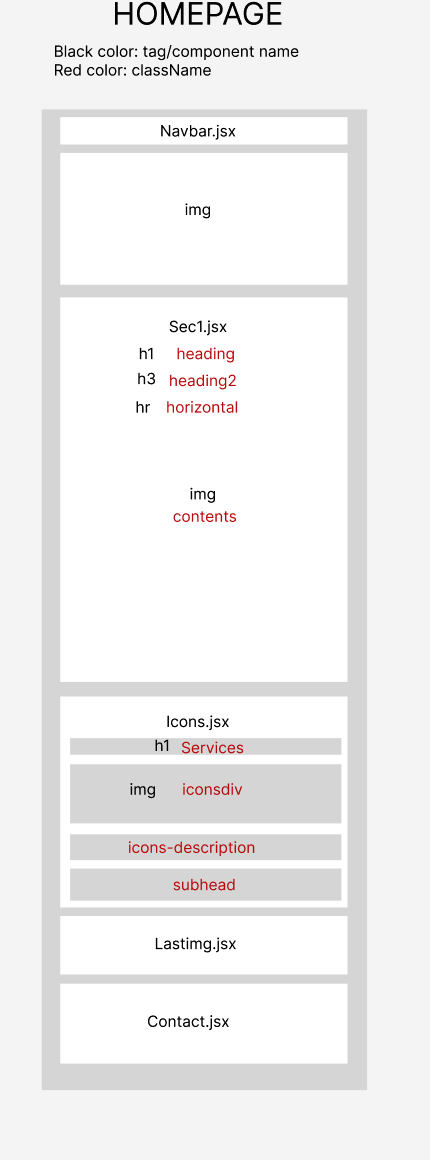 HOMEPAGE
Black color: tag/component name
Red color: className
Navbar.jsx
img
Sec1.jsx
h1 heading
h3 heading2
hr horizontal
img
contents
Icons.jsx
h1 Services
img iconsdiv
icons-description
subhead
Lastimg.jsx
Contact.jsx